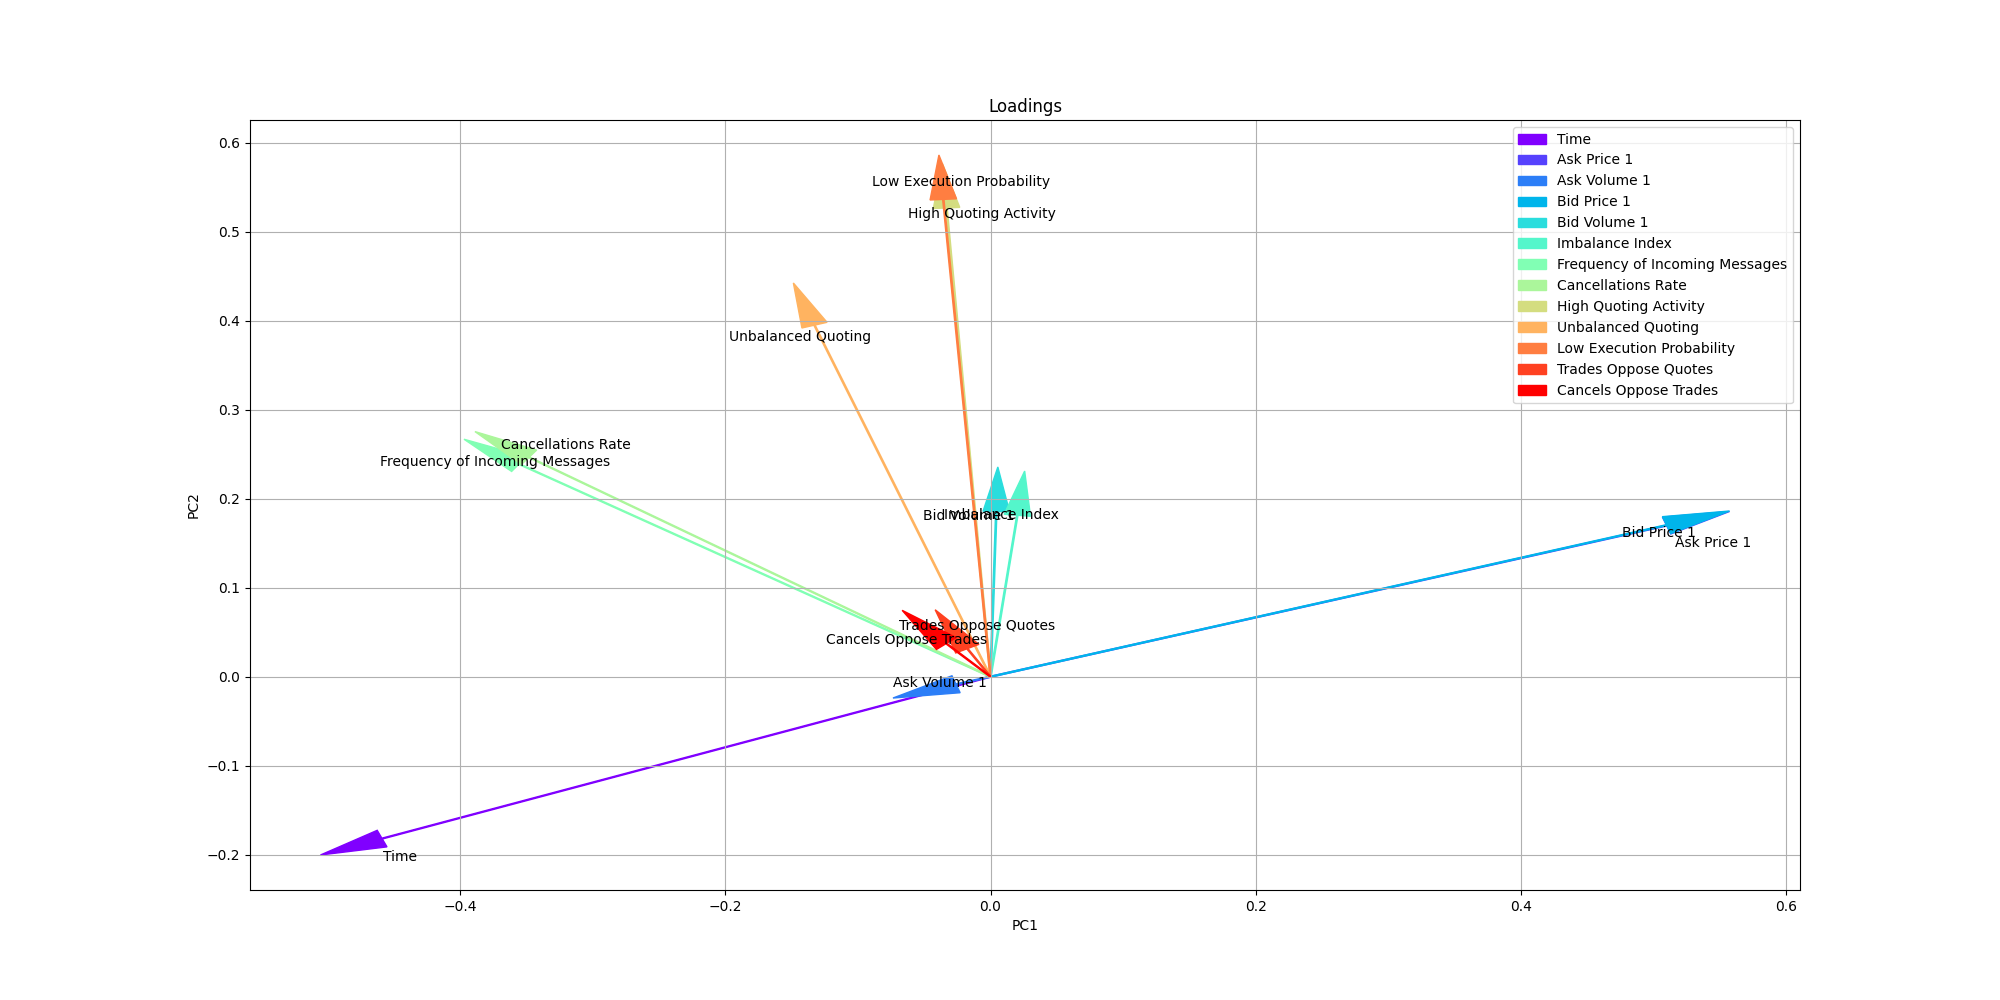 Loadings
Time
Ask Price 1
Ask Volume 1
Bid Price 1
Bid Volume 1
Imbalance Index
Frequency of Incoming Messages
Cancellations Rate
High Quoting Activity
Unbalanced Quoting
Low Execution Probability
Trades Oppose Quotes
Cancels Oppose Trades
0.6
0.5
0.4
0.3
0.2
0.1
0.0
−0.1
−0.2
PC2
Low Execution Probability
High Quoting Activity
Unbalanced Quoting
Cancellations Rate
Frequency of Incoming Messages
Bid Volume 1
Imbalance Index
Bid Price 1
Ask Price 1
Trades Oppose Quotes
Cancels Oppose Trades
Ask Volume 1
Time
−0.4
−0.2
0.0
0.2
0.4
0.6
PC1